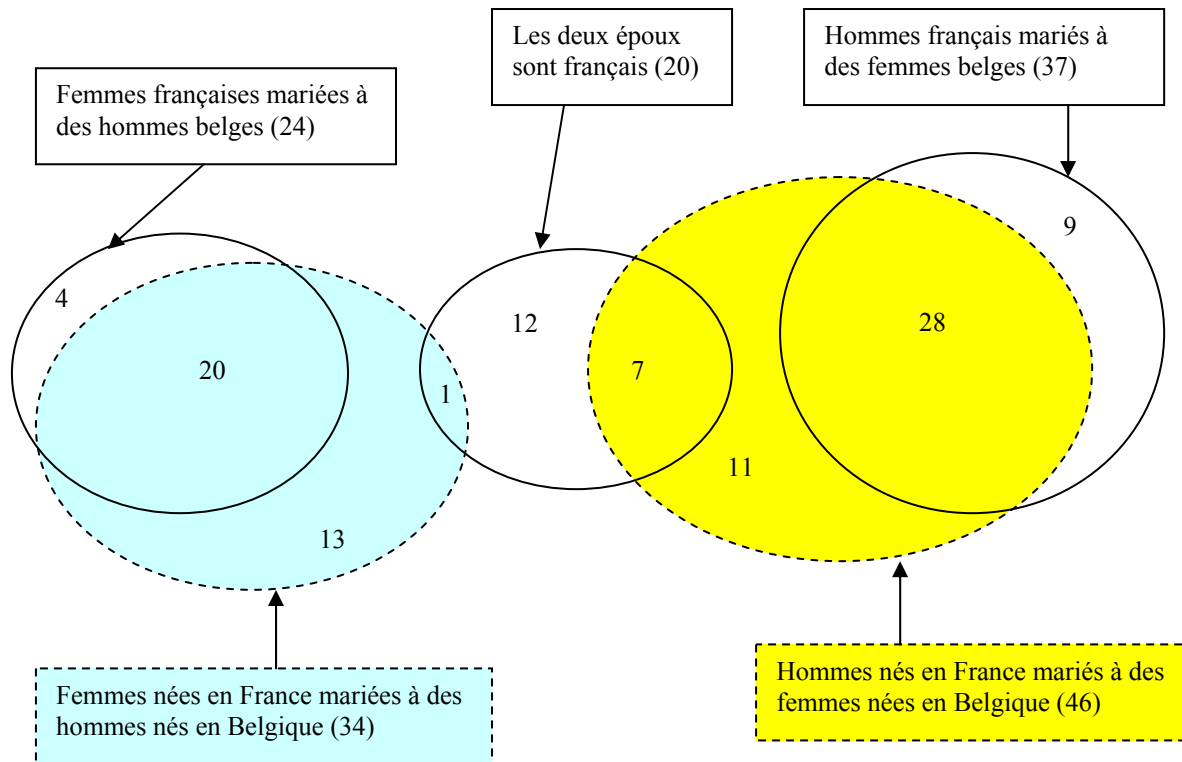 Les deux époux
sont français (20)
Hommes français mariés à
des femmes belges (37)
Femmes françaises mariées à
des hommes belges (24)
9
4
12
28
20
7
1
11
13
Femmes nées en France mariées à des
hommes nés en Belgique (34)
Hommes nés en France mariés à des
femmes nées en Belgique (46)